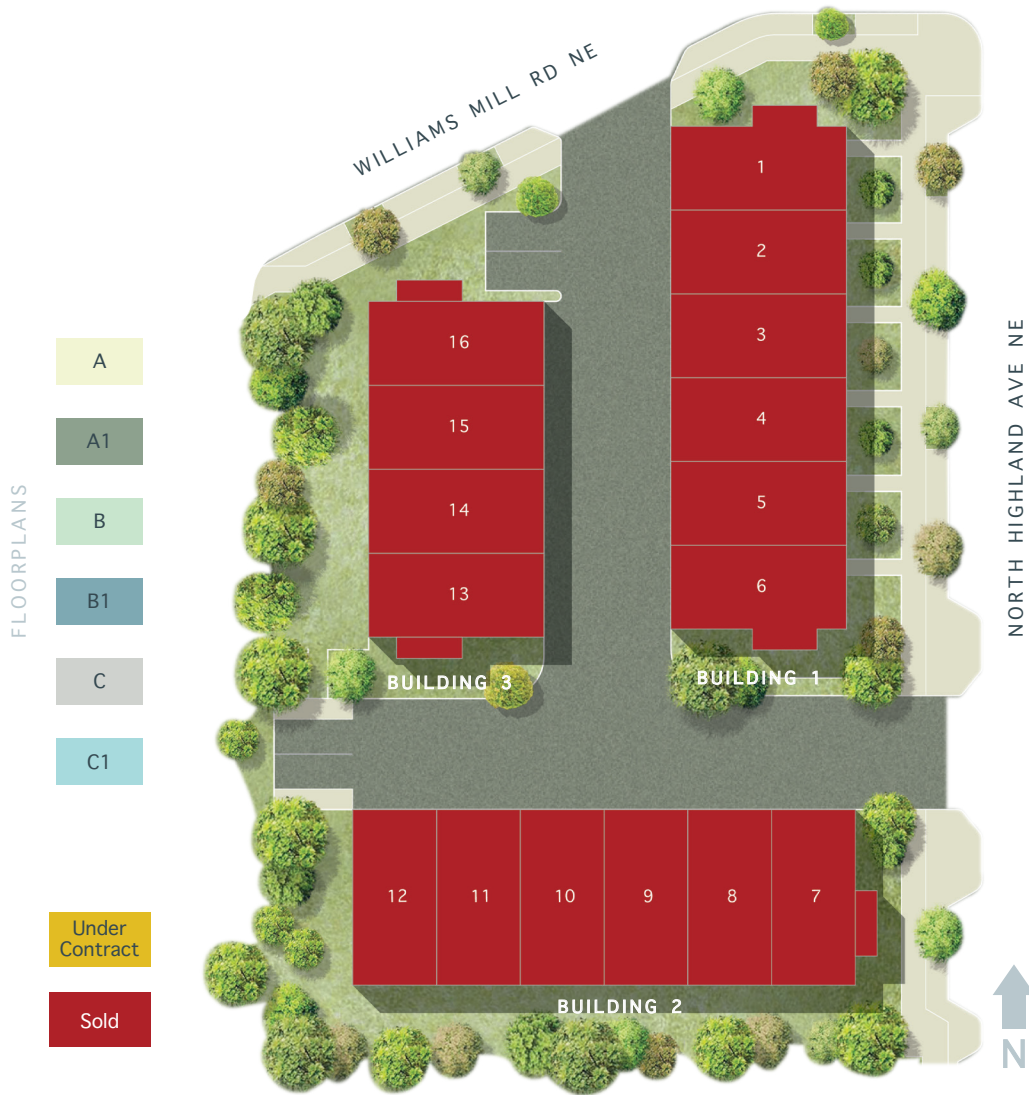 WILLIAMS MILL RD NE
NORTH HIGHLAND AVE NE
FLOORPLANS
A
A1
B
B1
C
C1
Under
Contract
Sold
1
2
3
4
5
6
BUILDING 1
16
15
14
13
BUILDING 3
12
11
10
9
8
7
BUILDING 2
N